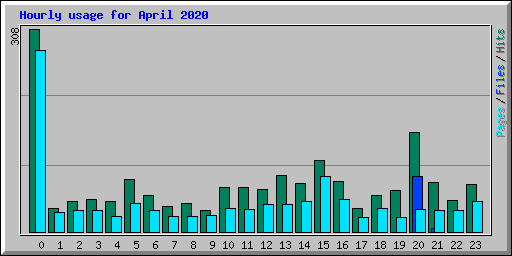 Hourly usage for April 2020
308
Pages/Files/Hits
0 1 2 3 4 5 6 7 8 9 10 11 12 13 14 15 16 17 18 19 20 21 22 23